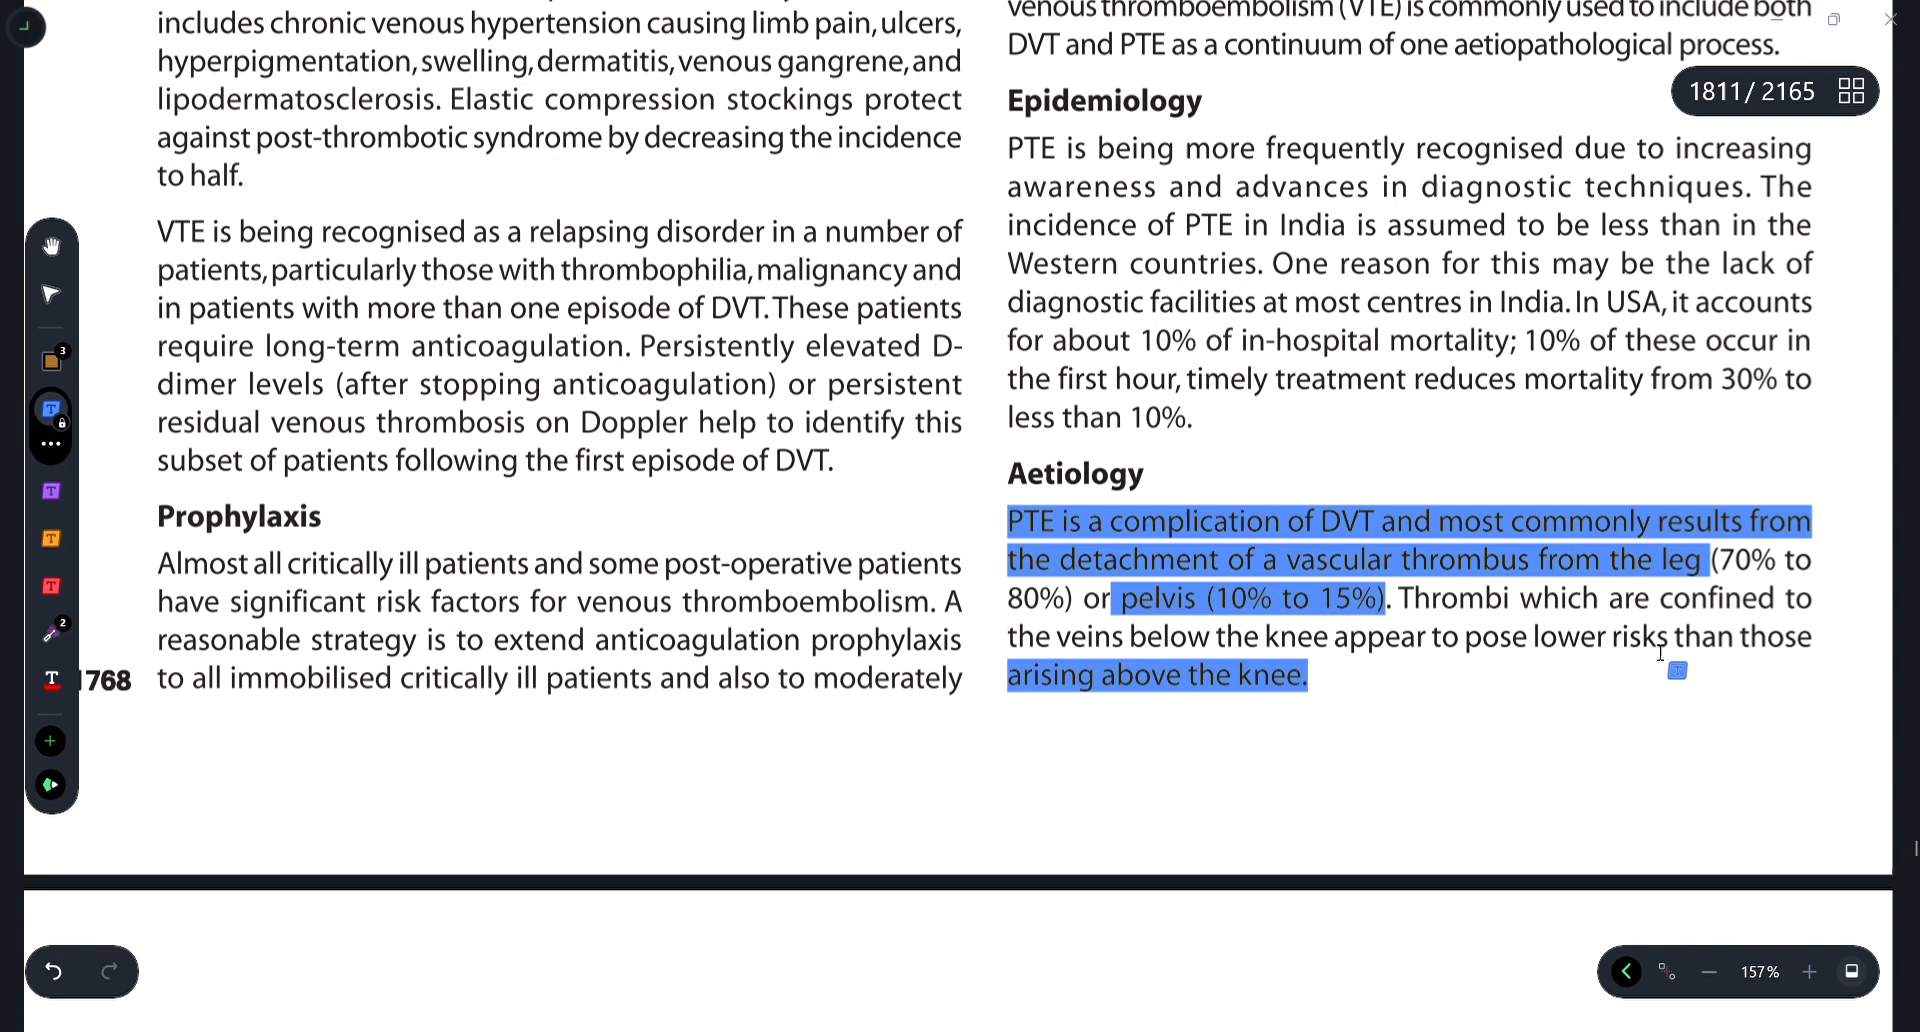 includes chronic venous hypertension causing limb pain, ulcers,
hyperpigmentation, swelling, dermatitis, venous gangrene, and
lipodermatosclerosis. Elastic compression stockings protect
against post-thrombotic syndrome by decreasing the incidence
to half.
VTE is being recognised as a relapsing disorder in a number of
patients, particularly those with thrombophilia, malignancy and
in patients with more than one episode of DVT. These patients
require long-term anticoagulation. Persistently elevated D-
dimer levels (after stopping anticoagulation) or persistent
residual venous thrombosis on Doppler help to identify this
subset of patients following the first episode of DVT.
Prophylaxis
Almost all critically ill patients and some post-operative patients
have significant risk factors for venous thromboembolism. A
reasonable strategy is to extend anticoagulation prophylaxis
1768 to all immobilised critically ill patients and also to moderately
venous thromboembolism (VTE) is commonly used to include both
DVT and PTE as a continuum of one aetiopathological process.
Epidemiology
PTE is being more frequently recognised due to increasing
awareness and advances in diagnostic techniques. The
incidence of PTE in India is assumed to be less than in the
Western countries. One reason for this may be the lack of
diagnostic facilities at most centres in India. In USA, it accounts
for about 10% of in-hospital mortality; 10% of these occur in
the first hour, timely treatment reduces mortality from 30% to
less than 10%.
Aetiology
PTE is a complication of DVT and most commonly results from
the detachment of a vascular thrombus from the leg (70% to
80%) or pelvis (10% to 15%). Thrombi which are confined to
the veins below the knee appear to pose lower risks than those
arising above the knee.
1811/ 2165
3
T
T
T
T
2
T
157%